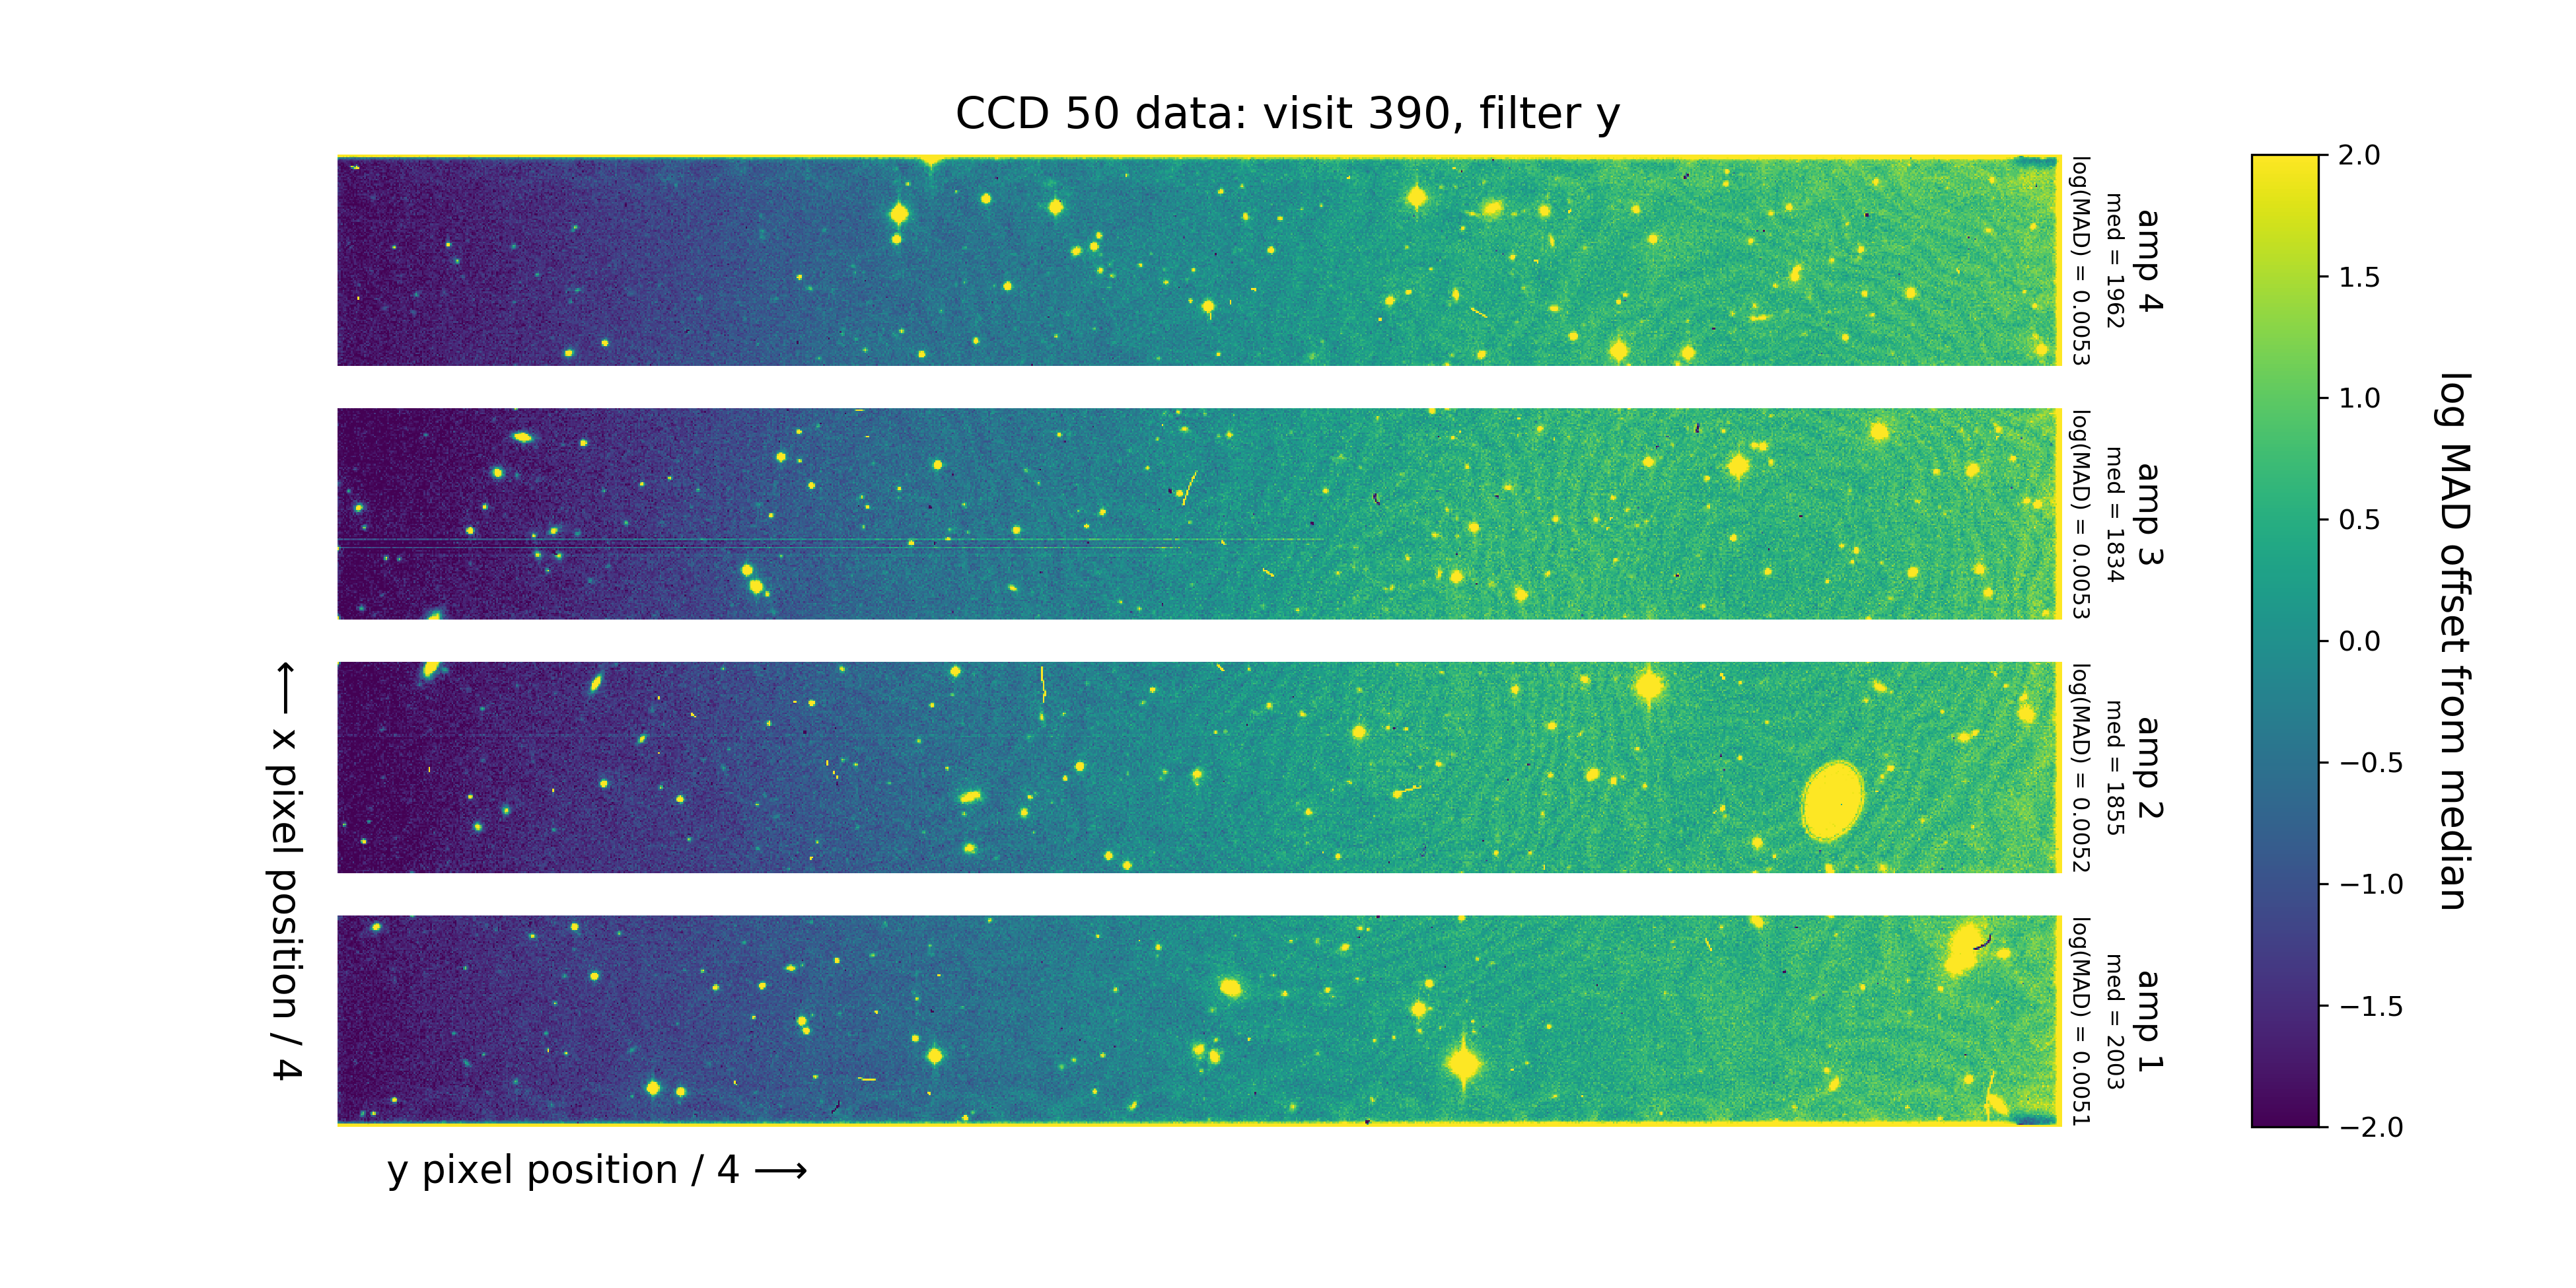 CCD 50 data: visit 390, filter y
amp 4
med = 1962
log(MAD) = 0.0053
amp 3
med = 1834
log(MAD) = 0.0053
amp 2
med = 1855
log(MAD) = 0.0052
amp 1
med = 2003
log(MAD) = 0.0051
⟵ x pixel position / 4
y pixel position / 4 ⟶
2.0
1.5
1.0
0.5
0.0
−0.5
−1.0
−1.5
−2.0
log MAD offset from median